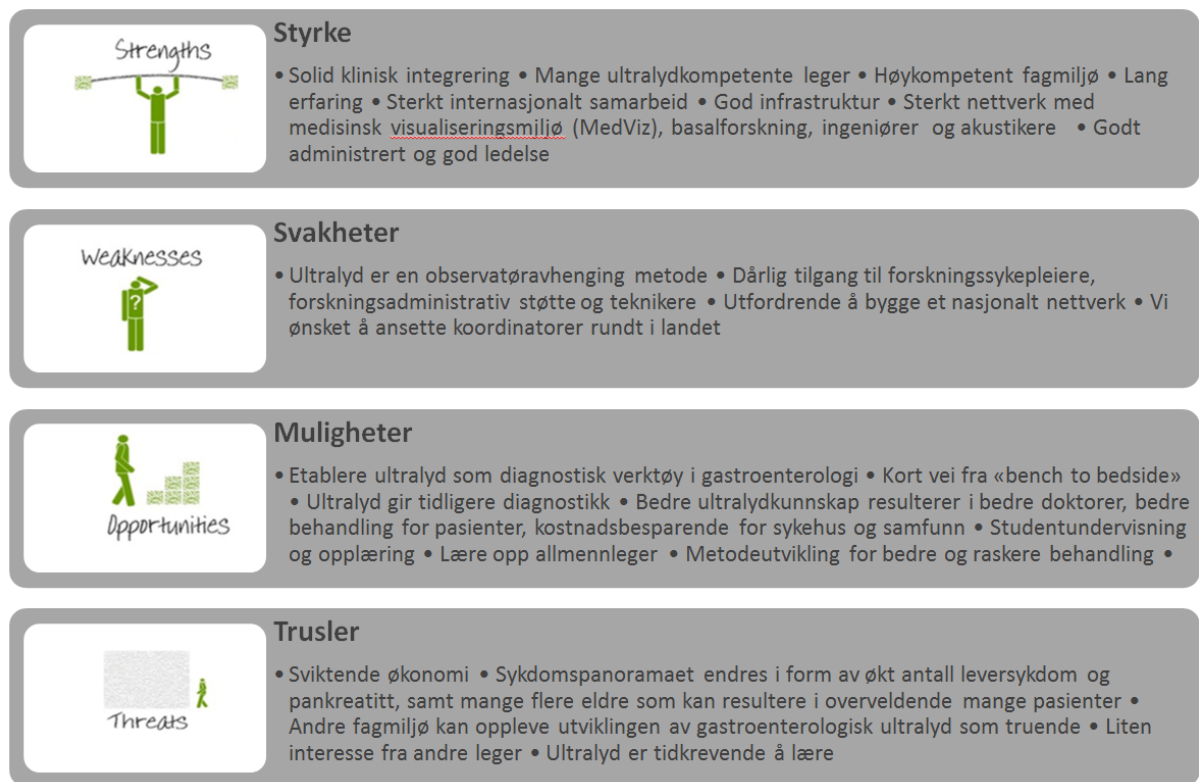 Strengths
Styrke
• Solid klinisk integrering • Mange ultralydkompetente leger • Høykompetent fagmiljø • Lang
erfaring • Sterkt internasjonalt samarbeid • God infrastruktur • Sterkt nettverk med
medisinsk visualiseringsmiljø (MedViz), basalforskning, ingeniører og akustikere • Godt
administrert og god ledelse
Weaknesses
?
Svakheter
• Ultralyd er en observatøravhenging metode • Dårlig tilgang til forskningssykepleiere,
forskningsadministrativ støtte og teknikere • Utfordrende å bygge et nasjonalt nettverk • Vi
ønsket å ansette koordinatorer rundt i landet
Opportunities
Muligheter
• Etablere ultralyd som diagnostisk verktøy i gastroenterologi • Kort vei fra «bench to bedside»
• Ultralyd gir tidligere diagnostikk • Bedre ultralydkunnskap resulterer i bedre doktorer, bedre
behandling for pasienter, kostnadsbesparende for sykehus og samfunn • Studentundervisning
og opplæring • Lære opp allmennleger • Metodeutvikling for bedre og raskere behandling •
Threats
Trusler
• Sviktende økonomi • Sykdomspanoramaet endres i form av økt antall leversykdom og
pankreatitt, samt mange flere eldre som kan resultere i overveldende mange pasienter •
Andre fagmiljø kan oppleve utviklingen av gastroenterologisk ultralyd som truende • Liten
interesse fra andre leger • Ultralyd er tidkrevende å lære